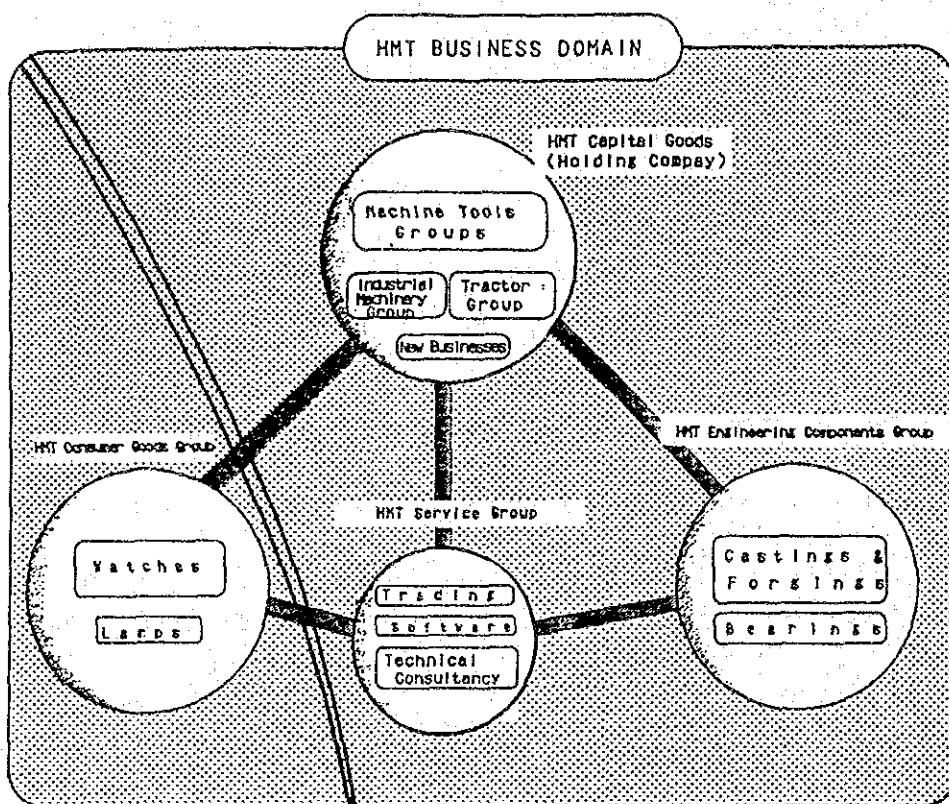 HMT BUSINESS DOMAIN
HMT Capital Goods
(Holding Compay)
Machine Tools
Groups
Industrial
Machinery
Group
Tractor
Group
New Businesses
HMT Consumer Goods Group
HMT Engineering Components Group
HMT Service Group
Watches
Lamps
Trading
Software
Technical
Consultancy
Castings &
Forgings
Bearings